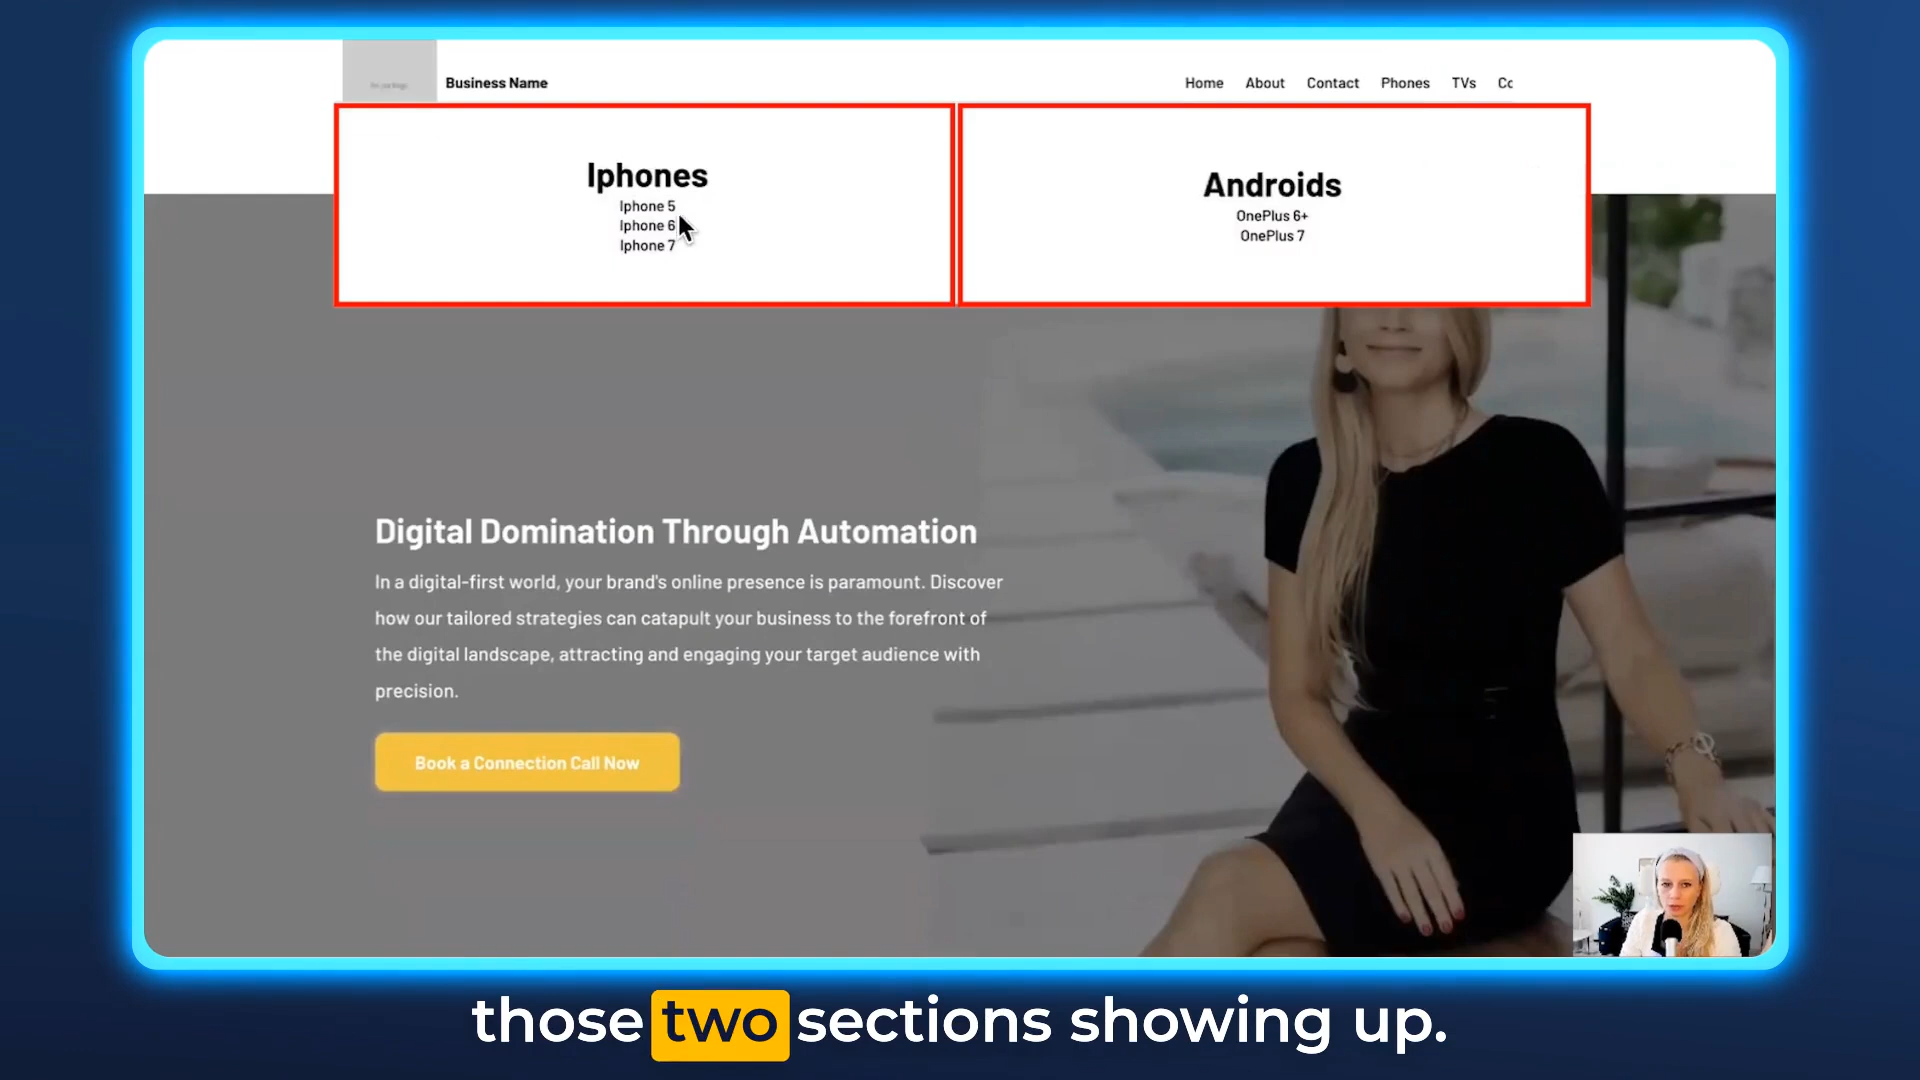 Business Name
Home About Contact Phones TVs Cc
Iphones
Iphone 5
Iphone 6
Iphone 7
Androids
OnePlus 6+
OnePlus 7
Digital Domination Through Automation
In a digital-first world, your brand's online presence is paramount. Discover
how our tailored strategies can catapult your business to the forefront of
the digital landscape, attracting and engaging your target audience with
precision.
Book a Connection Call Now
those two sections showing up.